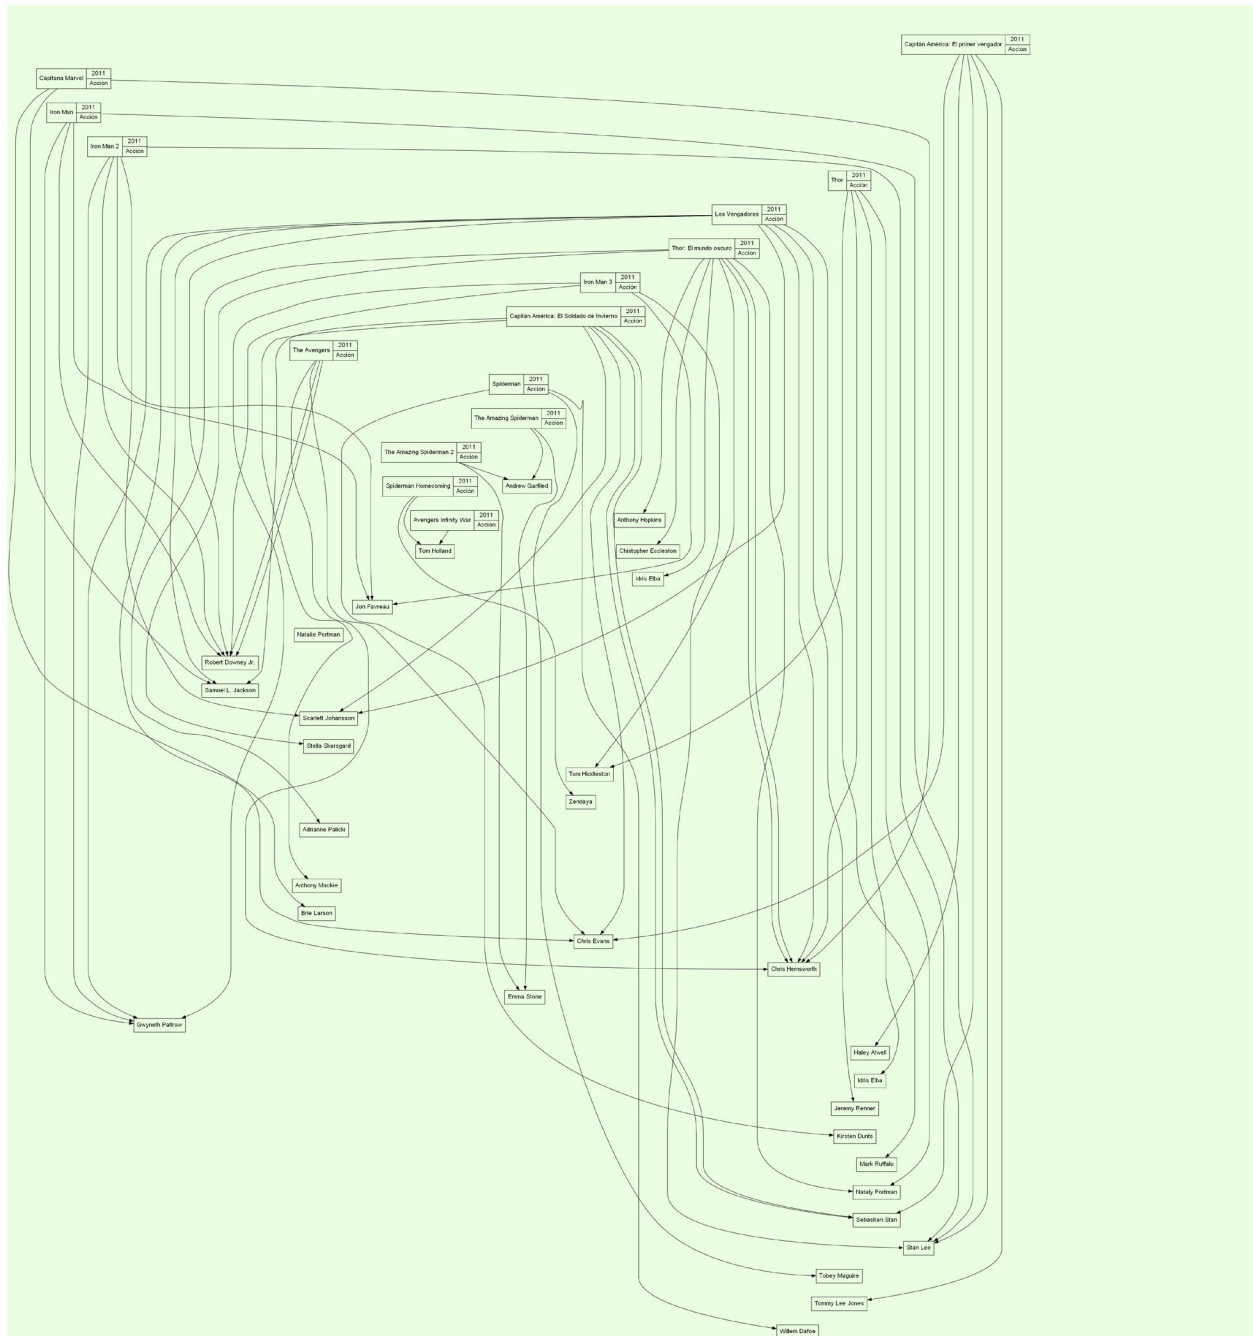 Capitán América: El primer vengador
2011
Acción
Capitana Marvel
2011
Acción
Iron Man
2011
Acción
Iron Man 2
2011
Acción
Thor
2011
Acción
Los Vengadores
2011
Acción
Thor: El mundo oscuro
2011
Acción
Iron Man 3
2011
Acción
Capitán América: El Soldado de Invierno
2011
Acción
The Avengers
2011
Acción
Spiderman
2011
Acción
The Amazing Spiderman
2011
Acción
The Amazing Spiderman 2
2011
Acción
Spiderman Homecoming
2011
Acción
Andrew Garfiled
Avengers Infinity War
2011
Acción
Anthony Hopkins
Tom Holland
Chistopher Eccleston
Idris Elba
Jon Favreau
Natalie Portman
Robert Downey Jr.
Samuel L. Jackson
Scarlett Johansson
Stella Skarsgard
Tom Hiddleston
Zendaya
Adrianne Palicki
Anthony Mackie
Brie Larson
Chris Evans
Chris Hemsworth
Emma Stone
Gwyneth Paltrow
Haley Atwell
Idris Elba
Jeremy Renner
Kirsten Dunts
Mark Ruffalo
Nataly Portman
Sebastian Stan
Stan Lee
Tobey Maguire
Tommy Lee Jones
Willem Dafoe